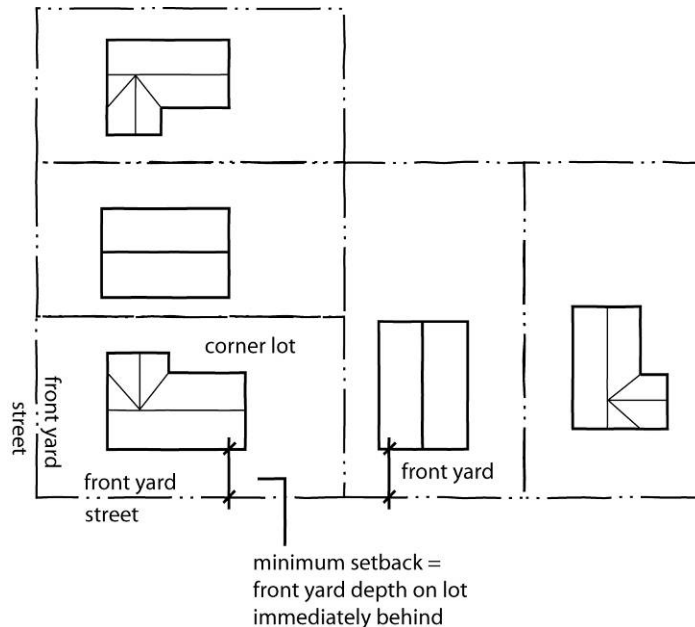 corner lot
front yard
street
front yard
street
front yard
minimum setback =
front yard depth on lot
immediately behind